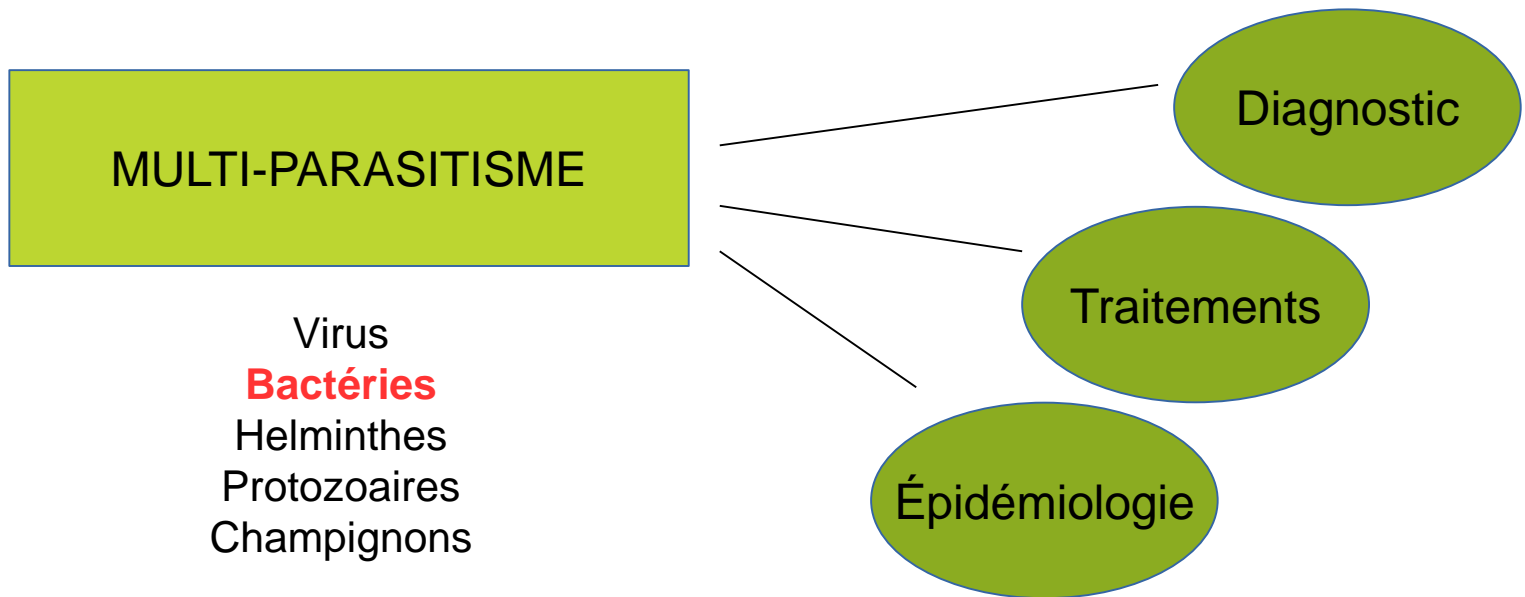 MULTI-PARASITISME
Virus
Bactéries
Helminthes
Protozoaires
Champignons
Diagnostic
Traitements
Épidémiologie